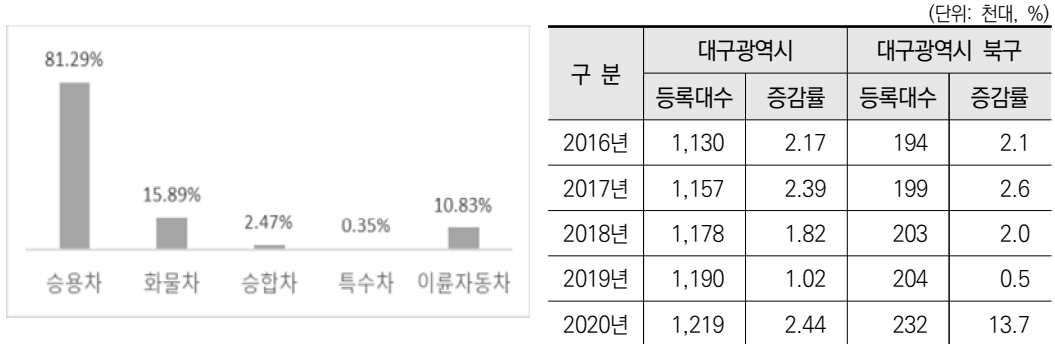 81.29%
15.89%
2.47%
0.35%
10.83%
승용차 화물차 승합차 특수차 이륜자동차
(단위: 천대, %)
구 분 대구광역시 대구광역시 북구
등록대수 증감률 등록대수 증감률
2016년 1,130 2.17 194 2.1
2017년 1,157 2.39 199 2.6
2018년 1,178 1.82 203 2.0
2019년 1,190 1.02 204 0.5
2020년 1,219 2.44 232 13.7